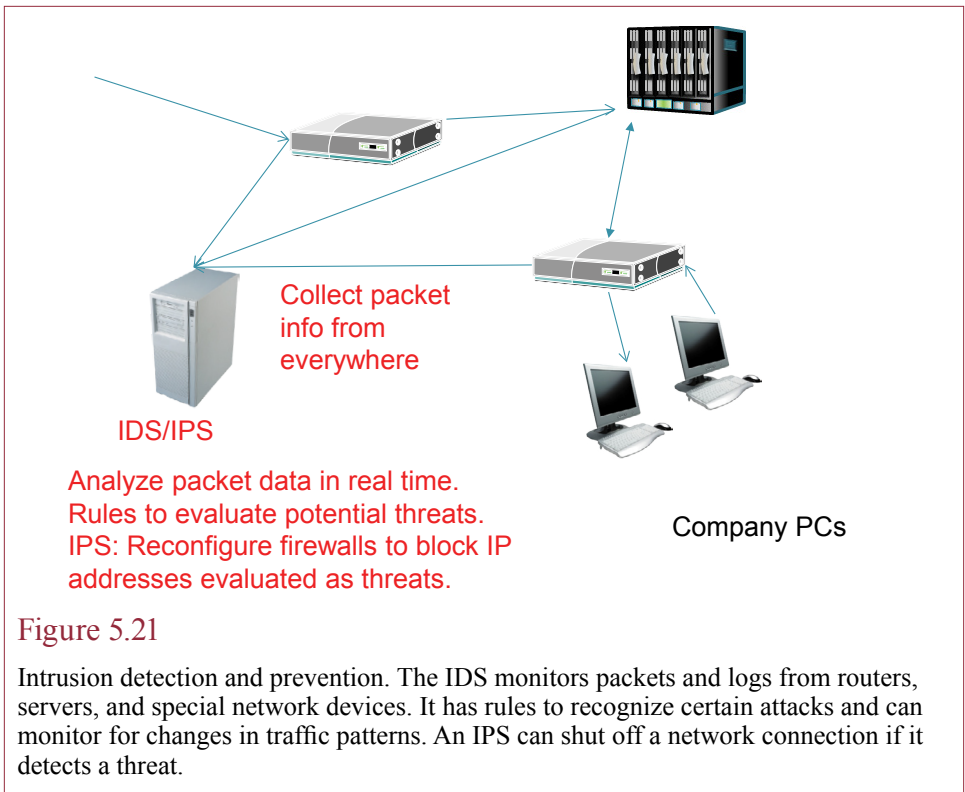 Collect packet
info from
everywhere
IDS/IPS
Analyze packet data in real time.
Rules to evaluate potential threats.
IPS: Reconfigure firewalls to block IP
addresses evaluated as threats.
Company PCs
Figure 5.21
Intrusion detection and prevention. The IDS monitors packets and logs from routers,
servers, and special network devices. It has rules to recognize certain attacks and can
monitor for changes in traffic patterns. An IPS can shut off a network connection if it
detects a threat.